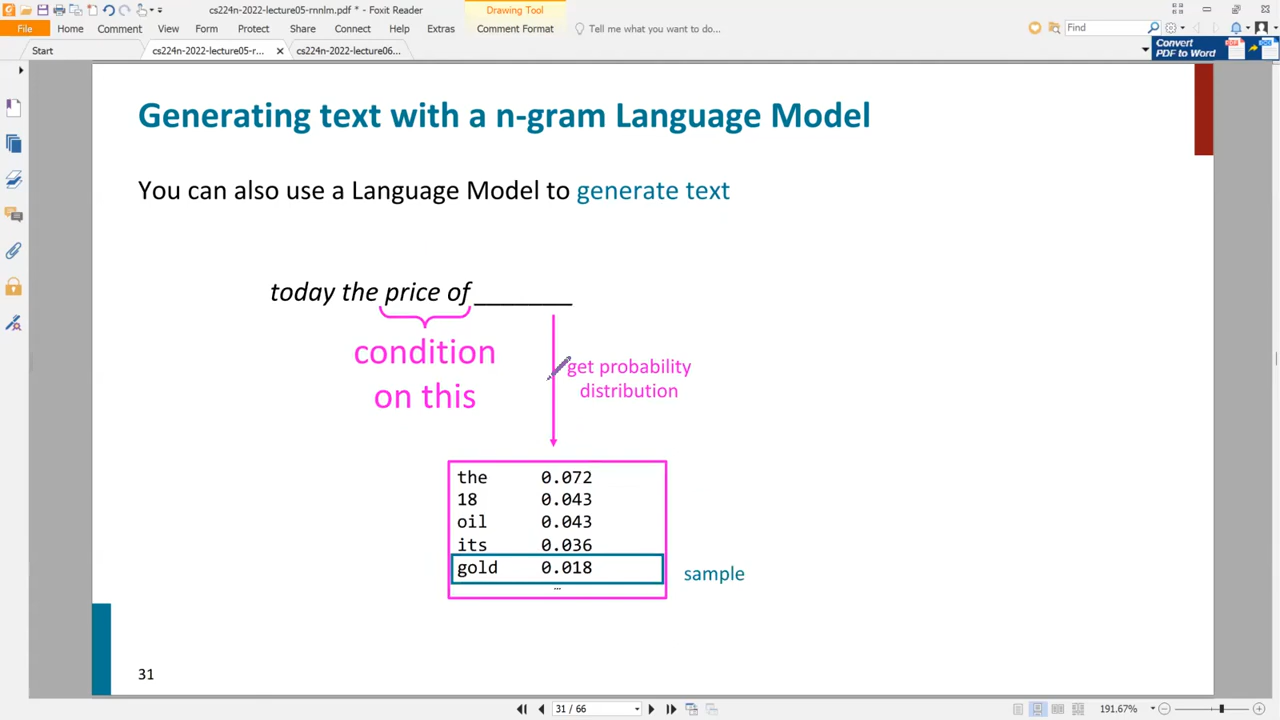 cs224n-2022-lecture05-rnnlm.pdf * - Foxit Reader
Drawing Tool
File Home Comment View Form Protect Share Connect Help Extras Comment Format Tell me what you want to do... Find
Start cs224n-2022-lecture05-r... cs224n-2022-lecture06...
Convert
PDF to Word
Generating text with a n-gram Language Model
You can also use a Language Model to generate text
today the price of _______
condition
on this
get probability
distribution
the 0.072
18 0.043
oil 0.043
its 0.036
gold 0.018
sample
...
31
31 / 66
191.67%